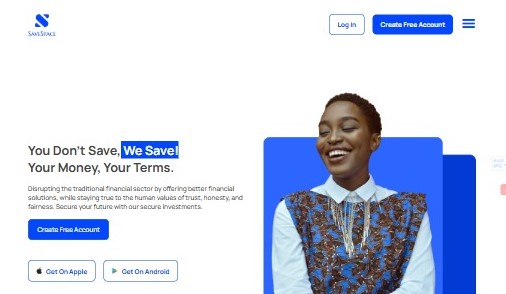 SAVESPACE
Log In
Create Free Account
You Don't Save, We Save!
Your Money, Your Terms.
Disrupting the traditional financial sector by offering better financial
solutions, while staying true to the human values of trust, honesty, and
fairness. Secure your future with our secure investments.
Create Free Account
Get On Apple
Get On Android